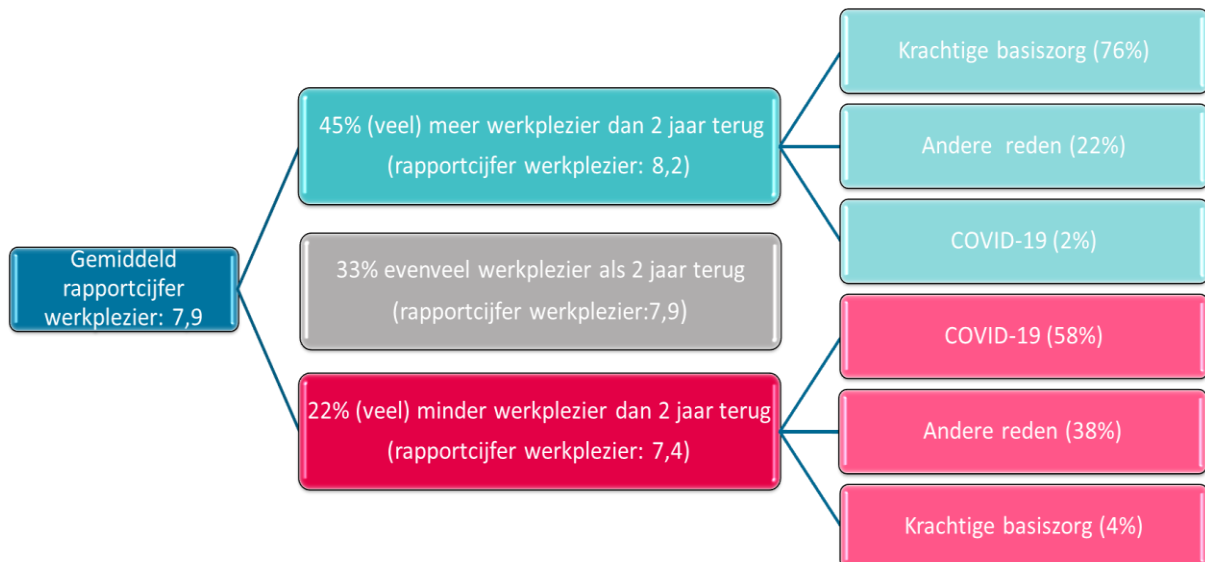 Gemiddeld
rapportcijfer
werkplezier: 7,9
45% (veel) meer werkplezier dan 2 jaar terug
(rapportcijfer werkplezier: 8,2)
33% evenveel werkplezier als 2 jaar terug
(rapportcijfer werkplezier:7,9)
22% (veel) minder werkplezier dan 2 jaar terug
(rapportcijfer werkplezier: 7,4)
Krachtige basiszorg (76%)
Andere reden (22%)
COVID-19 (2%)
COVID-19 (58%)
Andere reden (38%)
Krachtige basiszorg (4%)